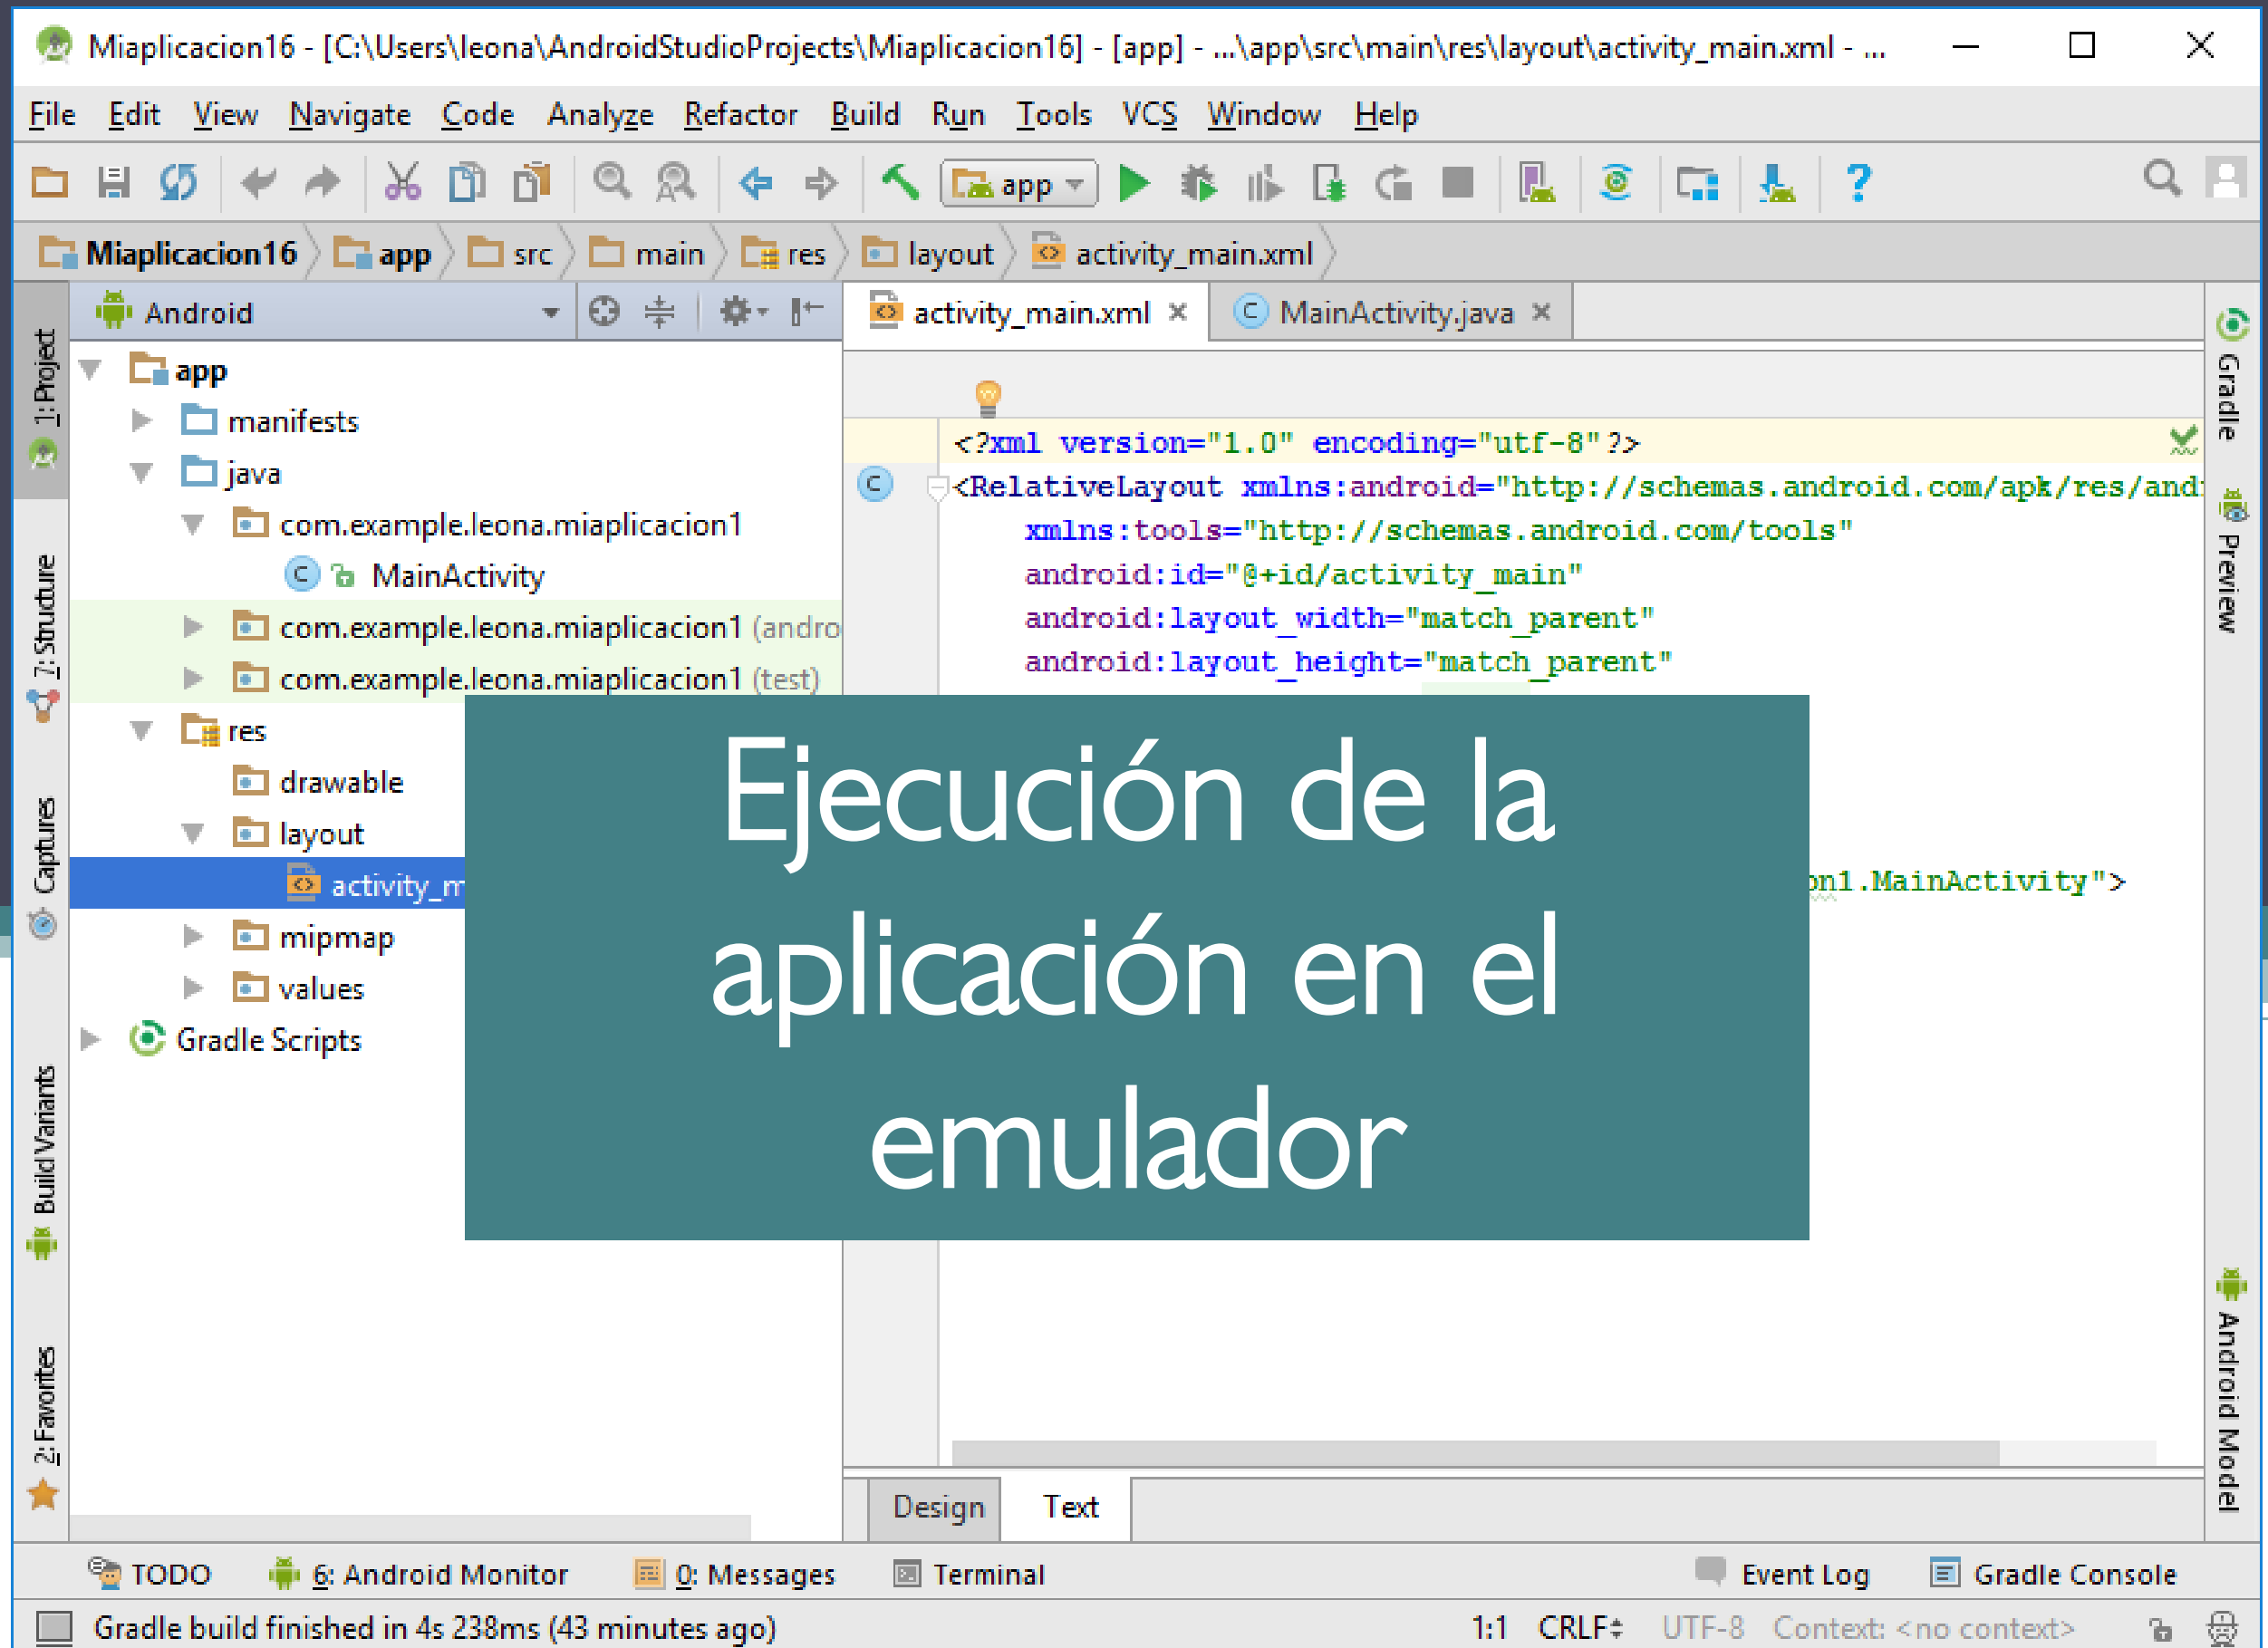 Miaplicacion16 - [C:\Users\leona\AndroidStudioProjects\Miaplicacion16] - [app] - ...\app\src\main\res\layout\activity_main.xml - ...
File Edit View Navigate Code Analyze Refactor Build Run Tools VCS Window Help
app
Miaplicacion16 app src main res layout activity_main.xml
Android
activity_main.xml MainActivity.java
1: Project
7: Structure
Captures
Build Variants
2: Favorites
app
manifests
java
com.example.leona.miaplicacion1
MainActivity
com.example.leona.miaplicacion1 (andro
com.example.leona.miaplicacion1 (test)
res
drawable
layout
activity_m
mipmap
values
Gradle Scripts
<?xml version="1.0" encoding="utf-8"?>
<RelativeLayout xmlns:android="http://schemas.android.com/apk/res/and
xmlns:tools="http://schemas.android.com/tools"
android:id="@+id/activity_main"
android:layout_width="match_parent"
android:layout_height="match_parent"
on1.MainActivity">
Ejecución de la
aplicación en el
emulador
Gradle
Preview
Android Model
Design Text
TODO 6: Android Monitor 0: Messages Terminal Event Log Gradle Console
Gradle build finished in 4s 238ms (43 minutes ago) 1:1 CRLF UTF-8 Context: <no context>